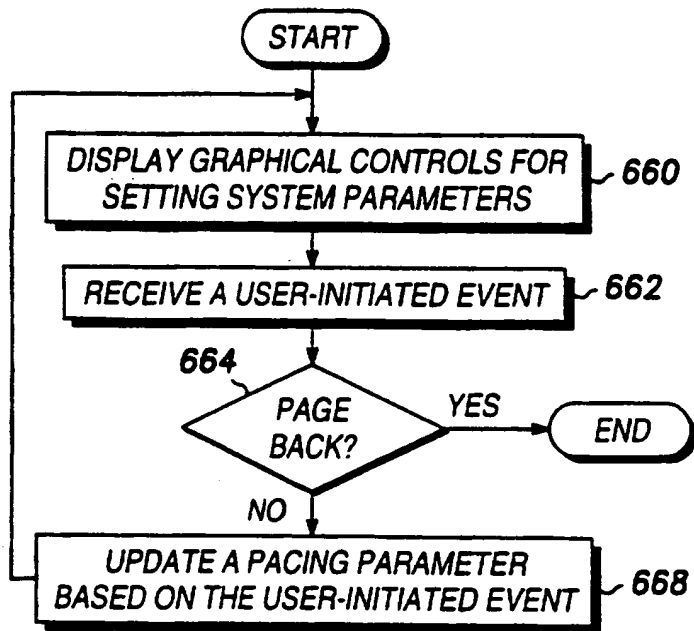 START
DISPLAY GRAPHICAL CONTROLS FOR
SETTING SYSTEM PARAMETERS
660
RECEIVE A USER-INITIATED EVENT
662
664
PAGE
BACK?
YES
END
NO
UPDATE A PACING PARAMETER
BASED ON THE USER-INITIATED EVENT
668